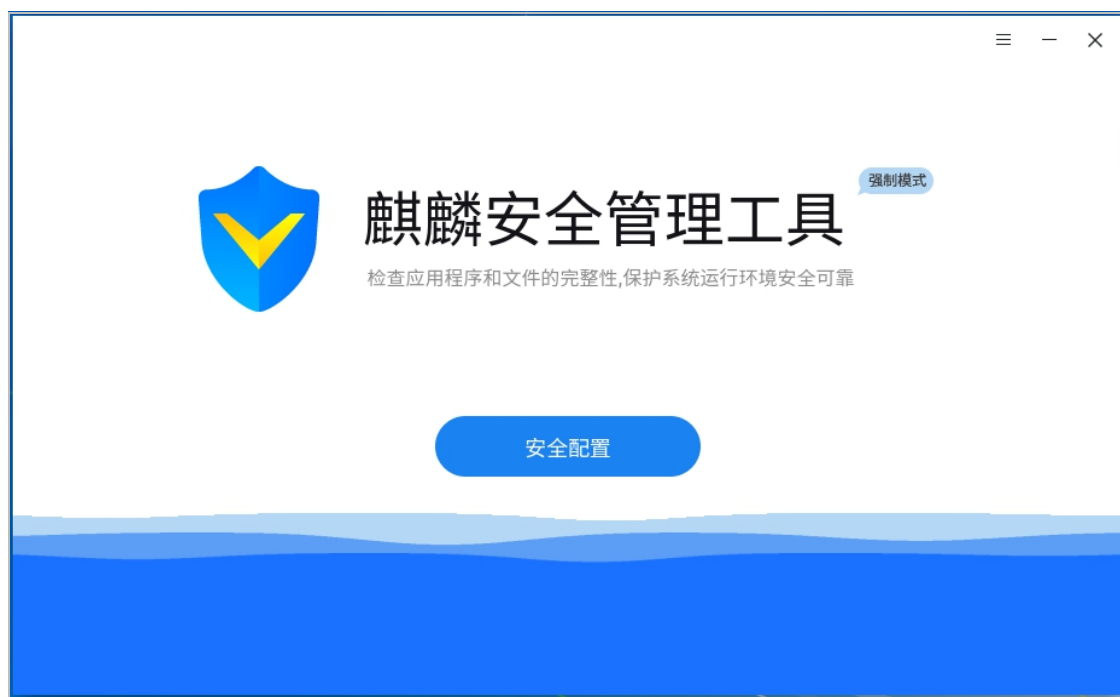 强制模式
麒麟安全管理工具
检查应用程序和文件的完整性,保护系统运行环境安全可靠
安全配置